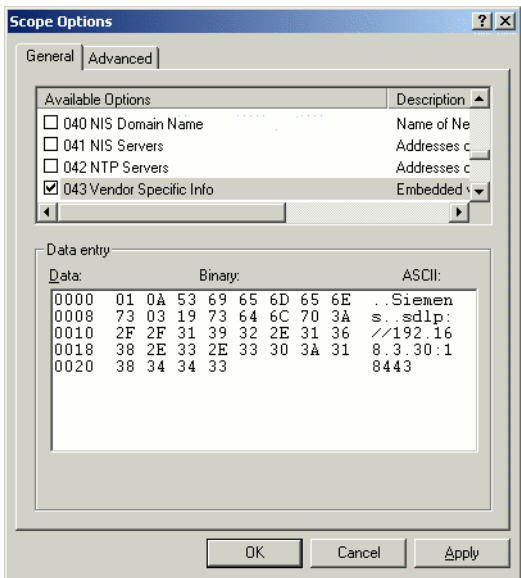 Scope Options
General Advanced
Available Options Description
040 NIS Domain Name Name of Ne
041 NIS Servers Addresses o
042 NTP Servers Addresses o
043 Vendor Specific Info Embedded
Data entry
Data: Binary: ASCII:
0000 01 0A 53 69 65 6D 65 6E ..Siemen
0008 73 03 19 73 64 6C 70 3A s..sdlp:
0010 2F 2F 31 39 32 2E 31 36 //192.16
0018 38 2E 33 2E 33 30 3A 31 8.3.30:1
0020 38 34 34 33 8443
OK Cancel Apply